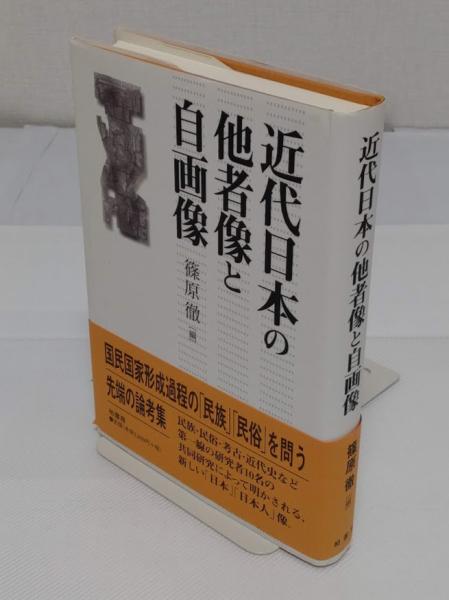 近代日本の
他者像と
自画像
篠原徹
編
国民国家形成過程の「民族」「民俗」を問う
先端の論考集
柏書房
民族・民俗・考古・近代史など
第一線の研究者10名の
共同研究によって明かされる、
新しい「日本」「日本人」像。
近代日本の他者像と自画像
篠原徹
編